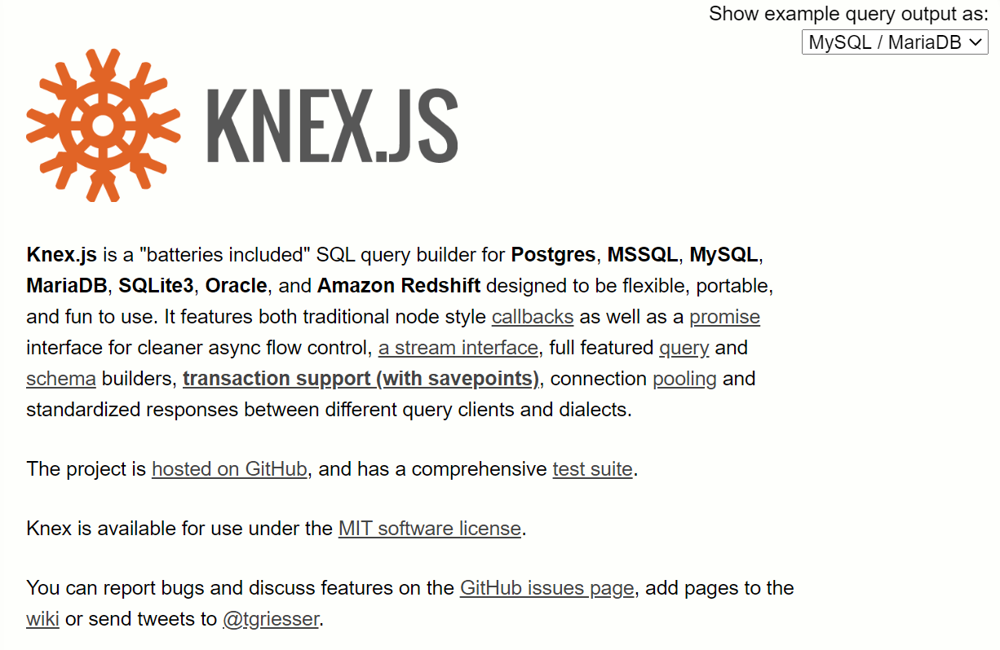 Show example query output as:
MySQL / MariaDB
KNEX.JS
Knex.js is a "batteries included" SQL query builder for Postgres, MSSQL, MySQL,
MariaDB, SQLite3, Oracle, and Amazon Redshift designed to be flexible, portable,
and fun to use. It features both traditional node style callbacks as well as a promise
interface for cleaner async flow control, a stream interface, full featured query and
schema builders, transaction support (with savepoints), connection pooling and
standardized responses between different query clients and dialects.
The project is hosted on GitHub, and has a comprehensive test suite.
Knex is available for use under the MIT software license.
You can report bugs and discuss features on the GitHub issues page, add pages to the
wiki or send tweets to @tgriesser.